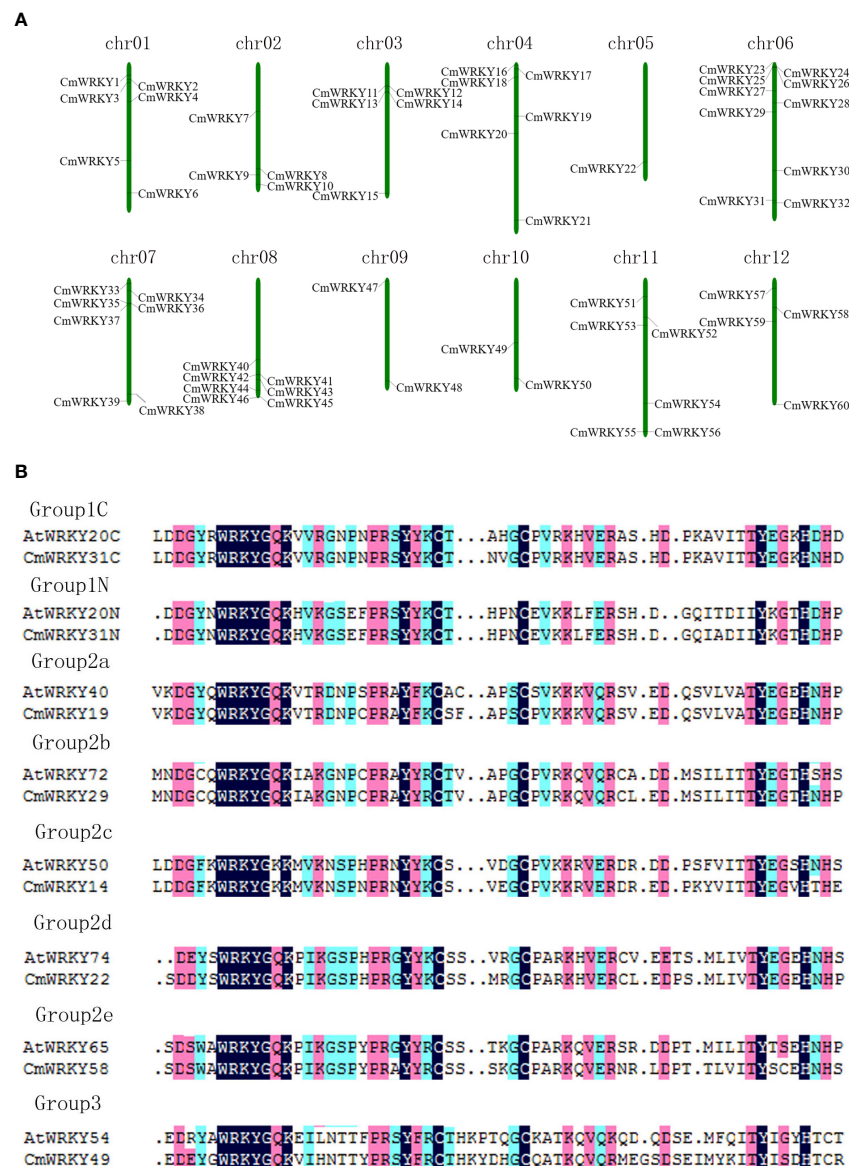 A
chr01 chr02 chr03 chr04 chr05 chr06
CmWRKY1 CmWRKY2
CmWRKY3 CmWRKY4
CmWRKY5
CmWRKY6
CmWRKY7
CmWRKY9 CmWRKY8
CmWRKY10
CmWRKY11 CmWRKY12
CmWRKY13 CmWRKY14
CmWRKY15
CmWRKY16 CmWRKY17
CmWRKY18
CmWRKY19
CmWRKY20
CmWRKY21
CmWRKY22
CmWRKY23 CmWRKY24
CmWRKY25 CmWRKY26
CmWRKY27
CmWRKY28
CmWRKY29
CmWRKY30
CmWRKY31 CmWRKY32
chr07 chr08 chr09 chr10 chr11 chr12
CmWRKY33
CmWRKY34
CmWRKY35 CmWRKY36
CmWRKY37
CmWRKY39
CmWRKY38
CmWRKY40
CmWRKY42 CmWRKY41
CmWRKY44 CmWRKY43
CmWRKY46 CmWRKY45
CmWRKY47
CmWRKY48
CmWRKY49
CmWRKY50
CmWRKY51
CmWRKY53 CmWRKY52
CmWRKY54
CmWRKY55 CmWRKY56
CmWRKY57
CmWRKY58
CmWRKY59
CmWRKY60
B
Group1C
AtWRKY20C LDDGYRWRKYGQKVVRGNPNPRSYYKCT...AHGCPVRKHVERAS.HD.PKAVITTYEGKHDHD
CmWRKY31C LDDGYRWRKYGQKVVRGNPNPRSYYKCT...NVGCPVRKHVERAS.HD.PKAVITTYEGKHNHD
Group1N
AtWRKY20N .DDGYNWRKYGQKHVKGSEFPRSYYKCT...HPNCEVKKLFERSH.D..GQITDIIYKGTHDHP
CmWRKY31N .DDGYNWRKYGQKHVKGSEFPRSYYKCT...HPNCEVKKLFERSH.D..GQIADIIYKGTHDHP
Group2a
AtWRKY40 VKDGYQWRKYGQKVTRDNPSPRAYFKCAC..APSCSVKKKVQRSV.ED.QSVLVATYEGEHNHP
CmWRKY19 VKDGYQWRKYGQKVTRDNPCPRAYFKCSF..APSCPVKKKVQRSV.ED.QSVLVATYEGEHNHP
Group2b
AtWRKY72 MNDGCQWRKYGQKIAKGNPCPRAYYRCTV..APGCPVRKQVQRCA.DD.MSILITTYEGTHSHS
CmWRKY29 MNDGCQWRKYGQKIAKGNPCPRAYYRCTV..APGCPVRKQVQRCL.ED.MSILITTYEGTHNHP
Group2c
AtWRKY50 LDDGFKWRKYGKKMVKNSPHPRNYYKCS...VDGCPVKKRVERDR.DD.PSFVITTYEGSHNHS
CmWRKY14 LDDGFKWRKYGKKMVKNSPNPRNYYKCS...VEGCPVKKRVERDR.ED.PKYVITTYEGVHTHE
Group2d
AtWRKY74 ..DEYSWRKYGQKPIKGSPHPRGYYKCSS..VRGCPARKHVERCV.EETS.MLIVTYEGEHNHS
CmWRKY22 .SDDYSWRKYGQKPIKGSPHPRGYYKCSS..MRGCPARKHVERCL.EDPS.MLIVTYEGEHNHP
Group2e
AtWRKY65 .SDSWAWRKYGQKPIKGSPYPRGYYRCSS..TKGCPARKQVERSR.DDPT.MILITYTSEHNHP
CmWRKY58 .SDSWAWRKYGQKPIKGSPYPRAYYRCSS..SKGCPARKQVERNR.LDPT.TLVITYSCEHNHS
Group3
AtWRKY54 .EDRYAWRKYGQKEILNTTFPRSYFRCTHKPTQGCKATKQVQKQD.QDSE.MFQITYIGYHTCT
CmWRKY49 .EDEYGWRKYGQKVIHNTTYPRSYFRCTHKYDHGCQATKQVQRMEGSDSEIMYKITYISDHTCR